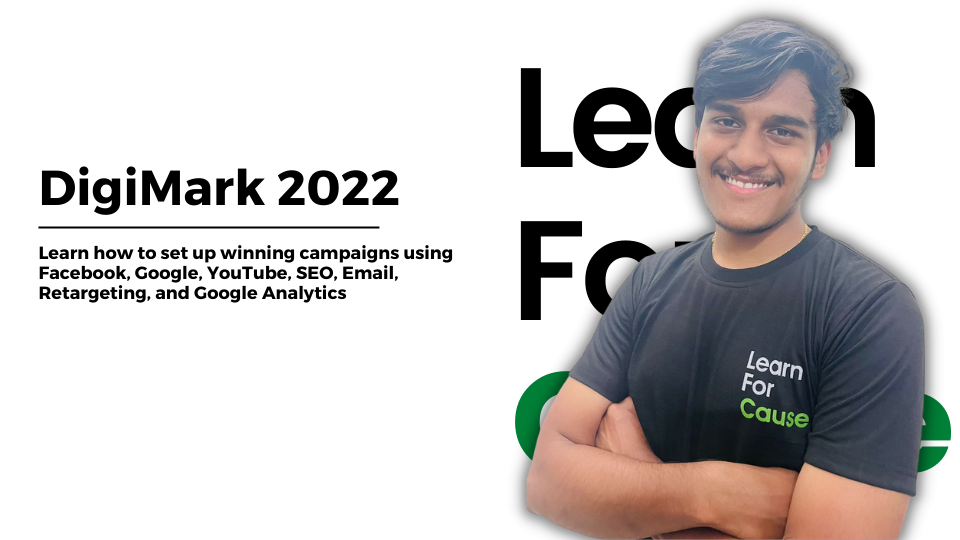 DigiMark 2022
Learn how to set up winning campaigns using
Facebook, Google, YouTube, SEO, Email,
Retargeting, and Google Analytics
Learn
For
Cause